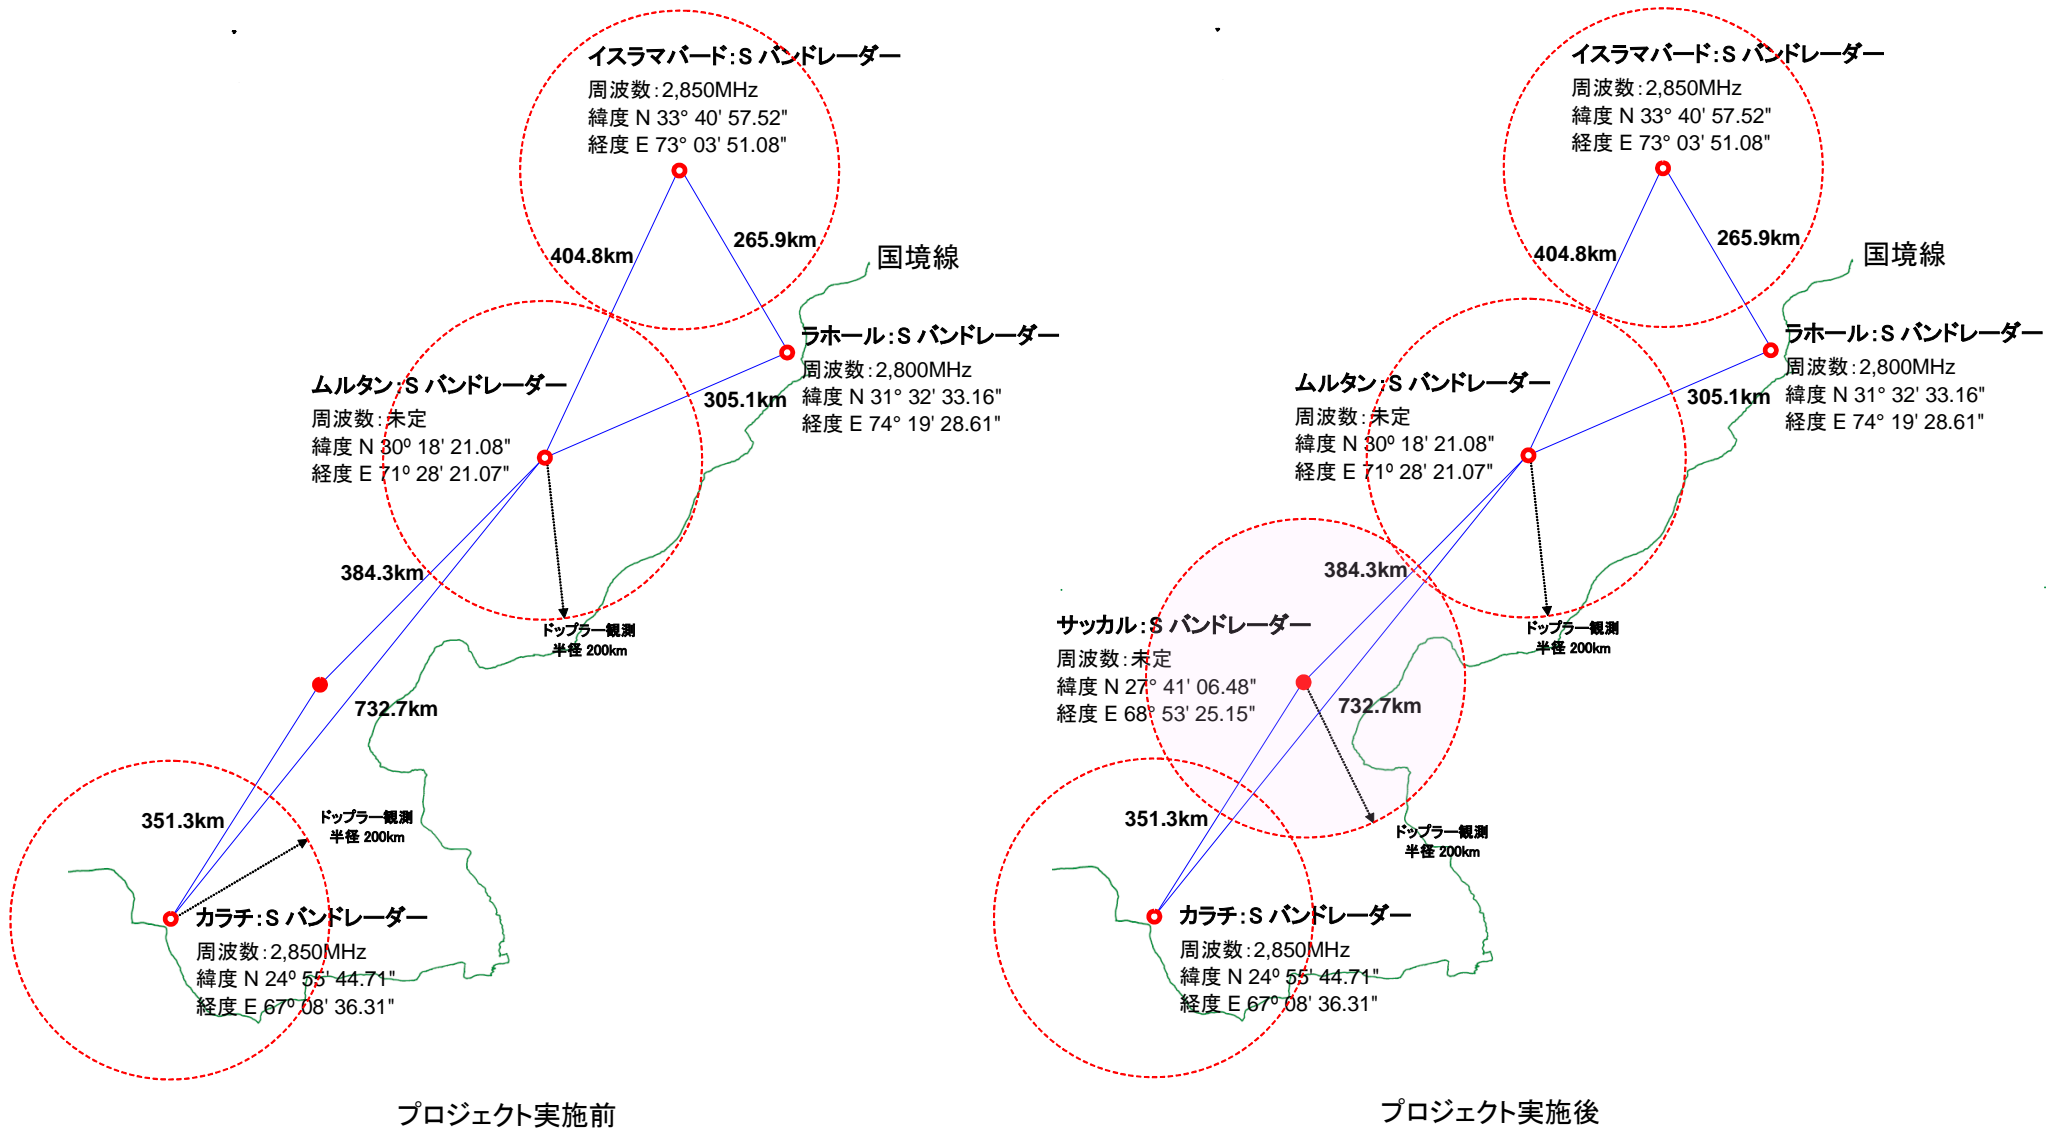 イスラマバード:S バンドレーダー
周波数:2,850MHz
緯度 N 33° 40' 57.52"
経度 E 73° 03' 51.08"
404.8km
265.9km
国境線
ラホール:S バンドレーダー
周波数:2,800MHz
緯度 N 31° 32' 33.16"
経度 E 74° 19' 28.61"
305.1km
ムルタン:S バンドレーダー
周波数:未定
緯度 N 30º 18' 21.08"
経度 E 71º 28' 21.07"
384.3km
ドップラー観測
半径 200km
732.7km
351.3km
ドップラー観測
半径 200km
カラチ:S バンドレーダー
周波数:2,850MHz
緯度 N 24º 55' 44.71"
経度 E 67º 08' 36.31"
プロジェクト実施前
イスラマバード:S バンドレーダー
周波数:2,850MHz
緯度 N 33° 40' 57.52"
経度 E 73° 03' 51.08"
404.8km
265.9km
国境線
ラホール:S バンドレーダー
周波数:2,800MHz
緯度 N 31° 32' 33.16"
経度 E 74° 19' 28.61"
305.1km
ムルタン:S バンドレーダー
周波数:未定
緯度 N 30º 18' 21.08"
経度 E 71º 28' 21.07"
384.3km
ドップラー観測
半径 200km
サッカル:S バンドレーダー
周波数:未定
緯度 N 27° 41' 06.48"
経度 E 68° 53' 25.15"
732.7km
351.3km
ドップラー観測
半径 200km
カラチ:S バンドレーダー
周波数:2,850MHz
緯度 N 24º 55' 44.71"
経度 E 67º 08' 36.31"
プロジェクト実施後